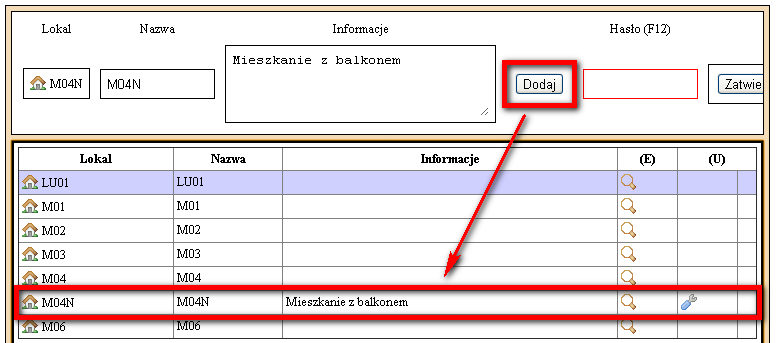 Lokal Nazwa Informacje Hasło (F12)
M04N M04N Mieszkanie z balkonem Dodaj Zatwie
Lokal Nazwa Informacje (E) (U)
LU01 LU01
M01 M01
M02 M02
M03 M03
M04 M04
M04N M04N Mieszkanie z balkonem
M06 M06